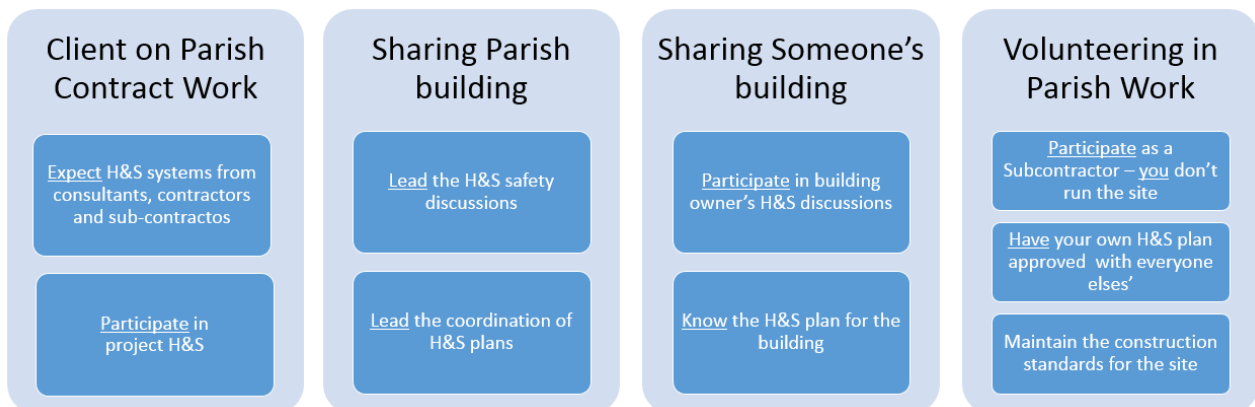 Client on Parish
Contract Work
Expect H&S systems from
consultants, contractors
and sub-contractos
Participate in
project H&S
Sharing Parish
building
Lead the H&S safety
discussions
Lead the coordination of
H&S plans
Sharing Someone's
building
Participate in building
owner's H&S discussions
Know the H&S plan for the
building
Volunteering in
Parish Work
Participate as a
Subcontractor – you don't
run the site
Have your own H&S plan
approved  with everyone
elses'
Maintain the construction
standards for the site